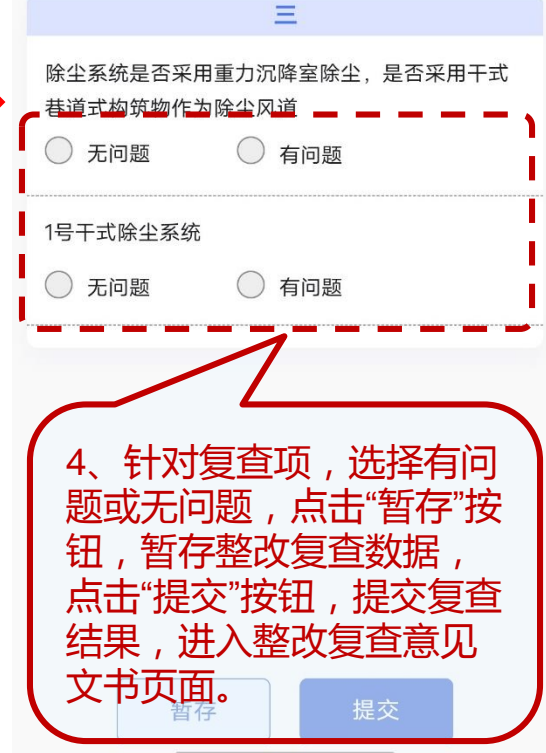 三
除尘系统是否采用重力沉降室除尘，是否采用干式
巷道式构筑物作为除尘风道
无问题 有问题
1号干式除尘系统
无问题 有问题
4、针对复查项，选择有问
题或无问题，点击“暂存”按
钮，暂存整改复查数据，
点击“提交”按钮，提交复查
结果，进入整改复查意见
文书页面。
暂存 提交